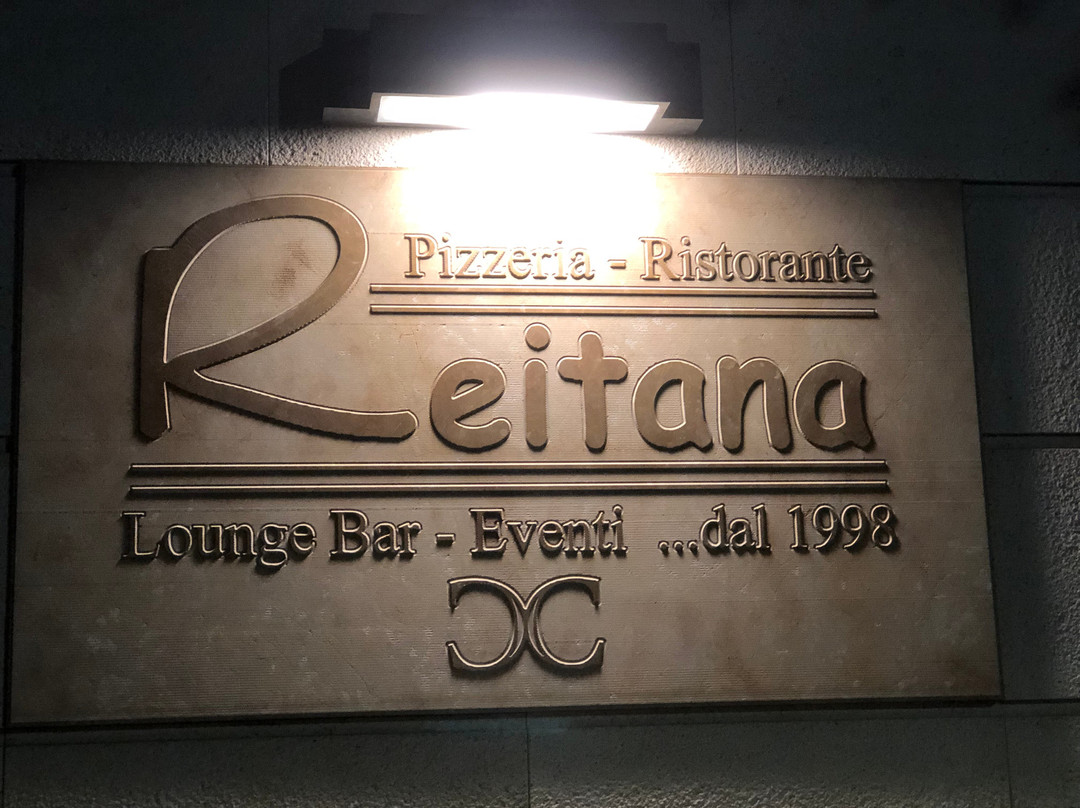 Pizzeria - Ristorante
Reitana
Lounge Bar - Eventi ...dal 1998